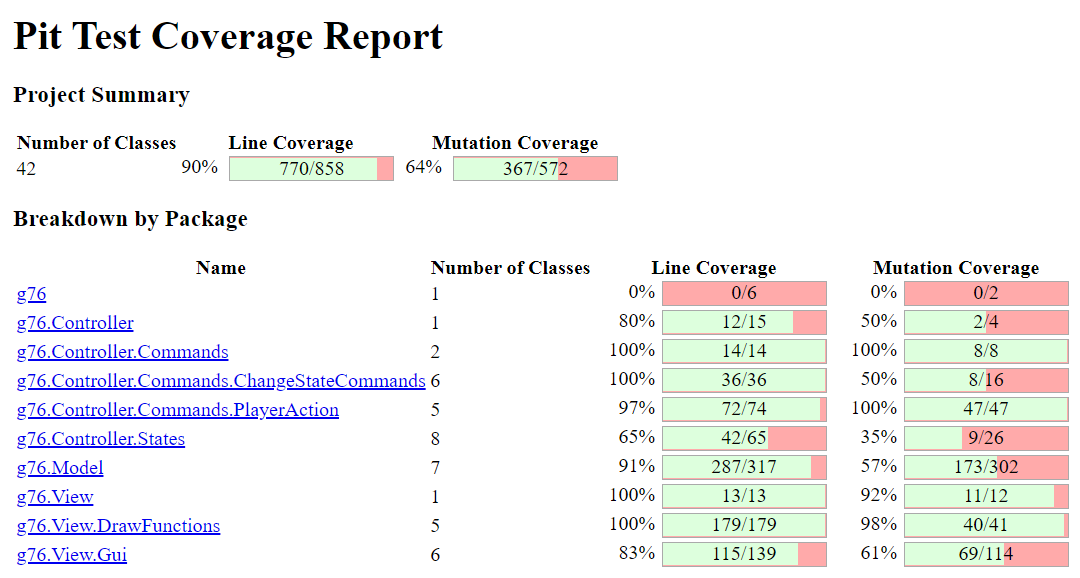 Pit Test Coverage Report
Project Summary
Number of Classes Line Coverage Mutation Coverage
42 90% 770/858 64% 367/572
Breakdown by Package
Name Number of Classes Line Coverage Mutation Coverage
g76 1 0% 0/6 0% 0/2
g76.Controller 1 80% 12/15 50% 2/4
g76.Controller.Commands 2 100% 14/14 100% 8/8
g76.Controller.Commands.ChangeStateCommands 6 100% 36/36 50% 8/16
g76.Controller.Commands.PlayerAction 5 97% 72/74 100% 47/47
g76.Controller.States 8 65% 42/65 35% 9/26
g76.Model 7 91% 287/317 57% 173/302
g76.View 1 100% 13/13 92% 11/12
g76.View.DrawFunctions 5 100% 179/179 98% 40/41
g76.View.Gui 6 83% 115/139 61% 69/114